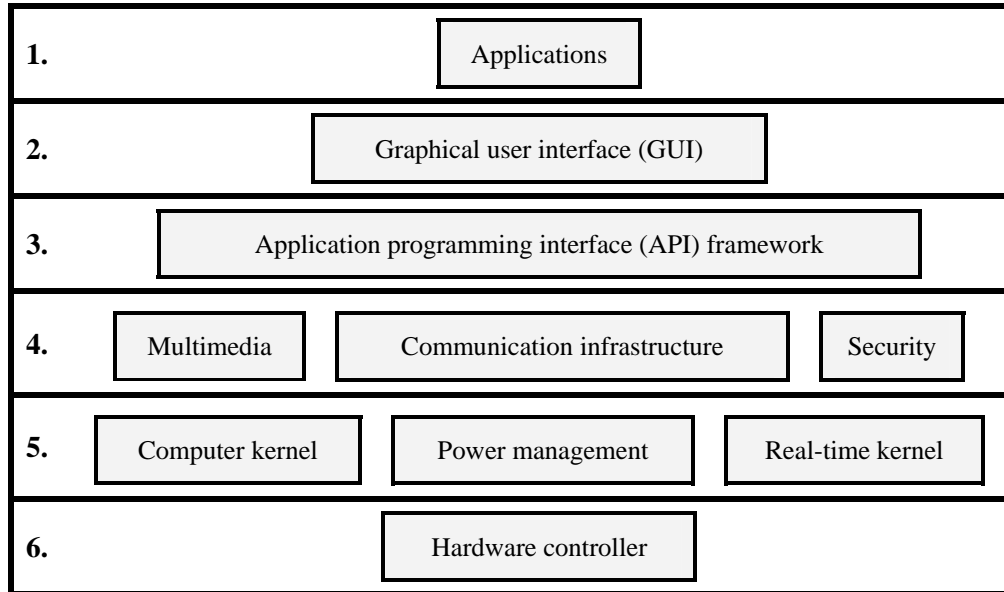 1. Applications
2. Graphical user interface (GUI)
3. Application programming interface (API) framework
4. Multimedia Communication infrastructure Security
5. Computer kernel Power management Real-time kernel
6. Hardware controller